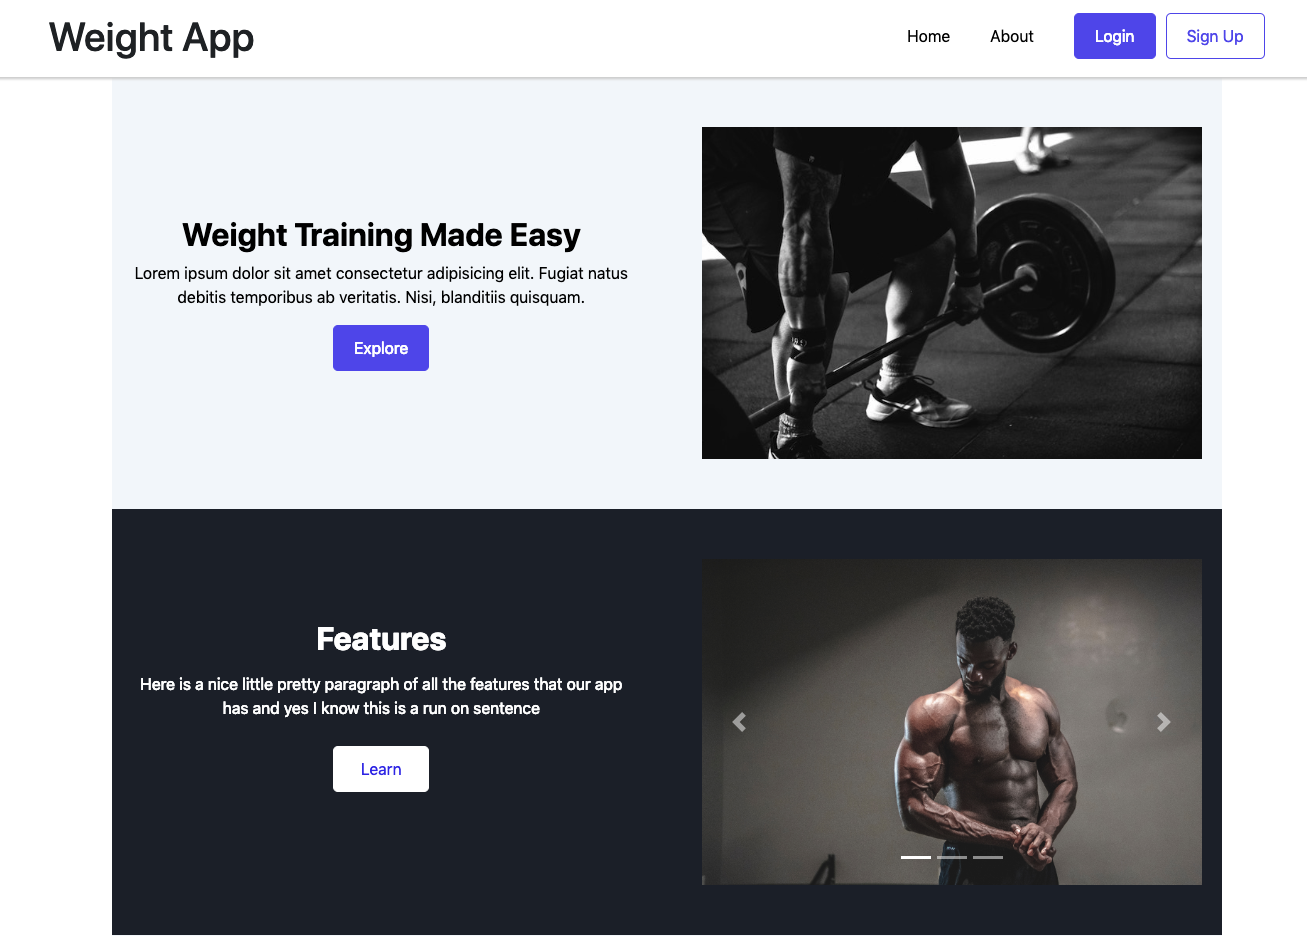 Weight App
Home
About
Login
Sign Up
Weight Training Made Easy
Lorem ipsum dolor sit amet consectetur adipisicing elit. Fugiat natus
debitis temporibus ab veritatis. Nisi, blanditiis quisquam.
Explore
Features
Here is a nice little pretty paragraph of all the features that our app
has and yes I know this is a run on sentence
Learn